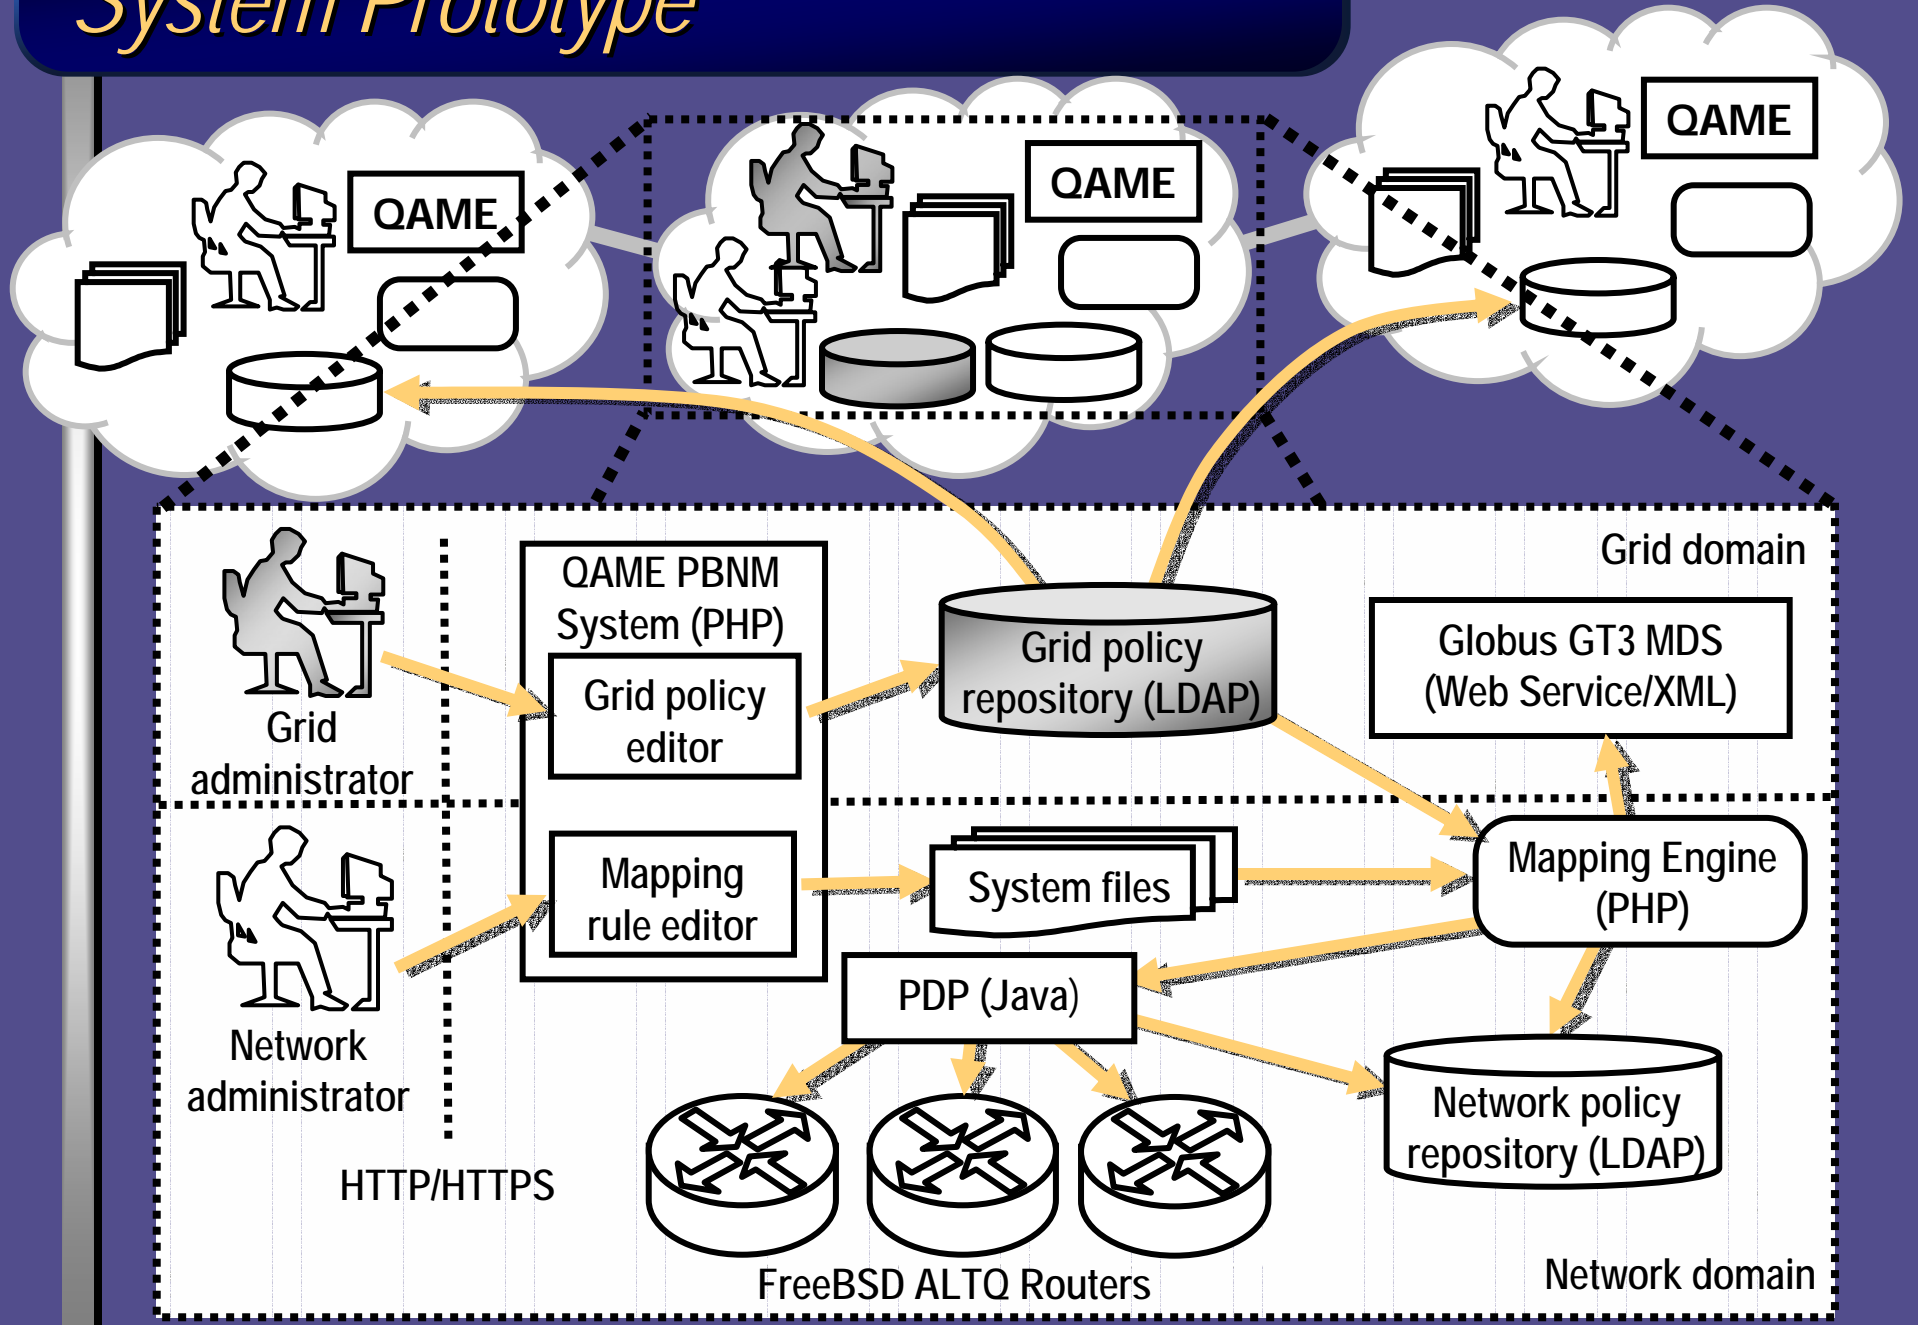 System Prototype
QAME
QAME
QAME
Grid domain
QAME PBNM
System (PHP)
Grid policy
editor
Grid policy
repository (LDAP)
Globus GT3 MDS
(Web Service/XML)
Grid
administrator
Mapping
rule editor
System files
Mapping Engine
(PHP)
PDP (Java)
Network
administrator
Network policy
repository (LDAP)
HTTP/HTTPS
FreeBSD ALTQ Routers
Network domain